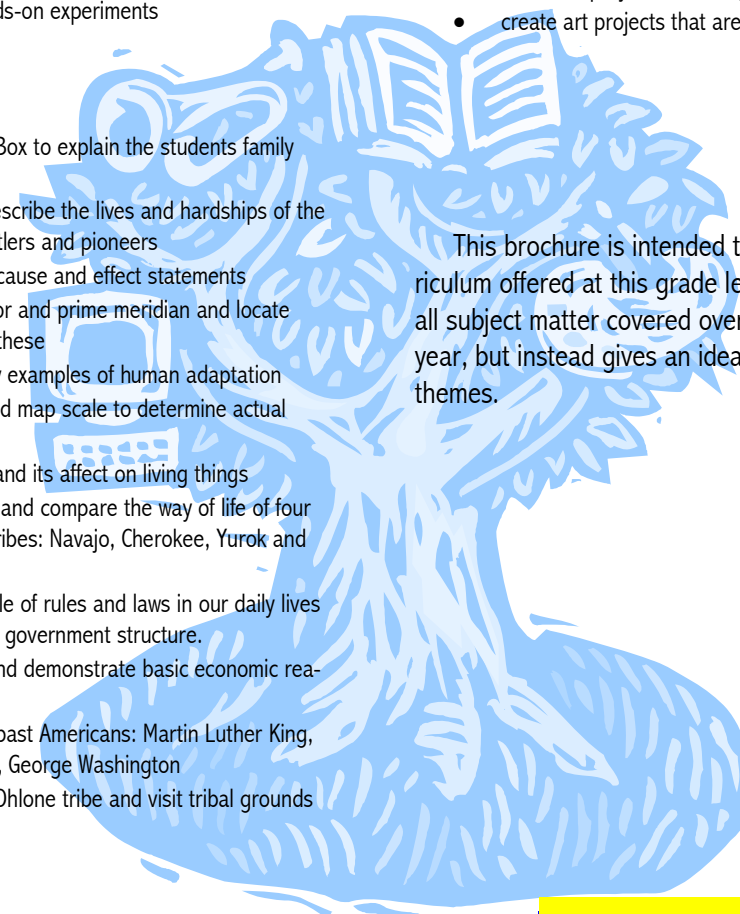 ds-on experiments
Box to explain the students family
escribe the lives and hardships of the
tlers and pioneers
cause and effect statements
or and prime meridian and locate
these
y examples of human adaptation
d map scale to determine actual
and its affect on living things
and compare the way of life of four
ribes: Navajo, Cherokee, Yurok and
le of rules and laws in our daily lives
government structure.
nd demonstrate basic economic rea-
past Americans: Martin Luther King,
, George Washington
Ohlone tribe and visit tribal grounds
• create art projects that are
This brochure is intended t
riculum offered at this grade le
all subject matter covered over
year, but instead gives an idea
themes.